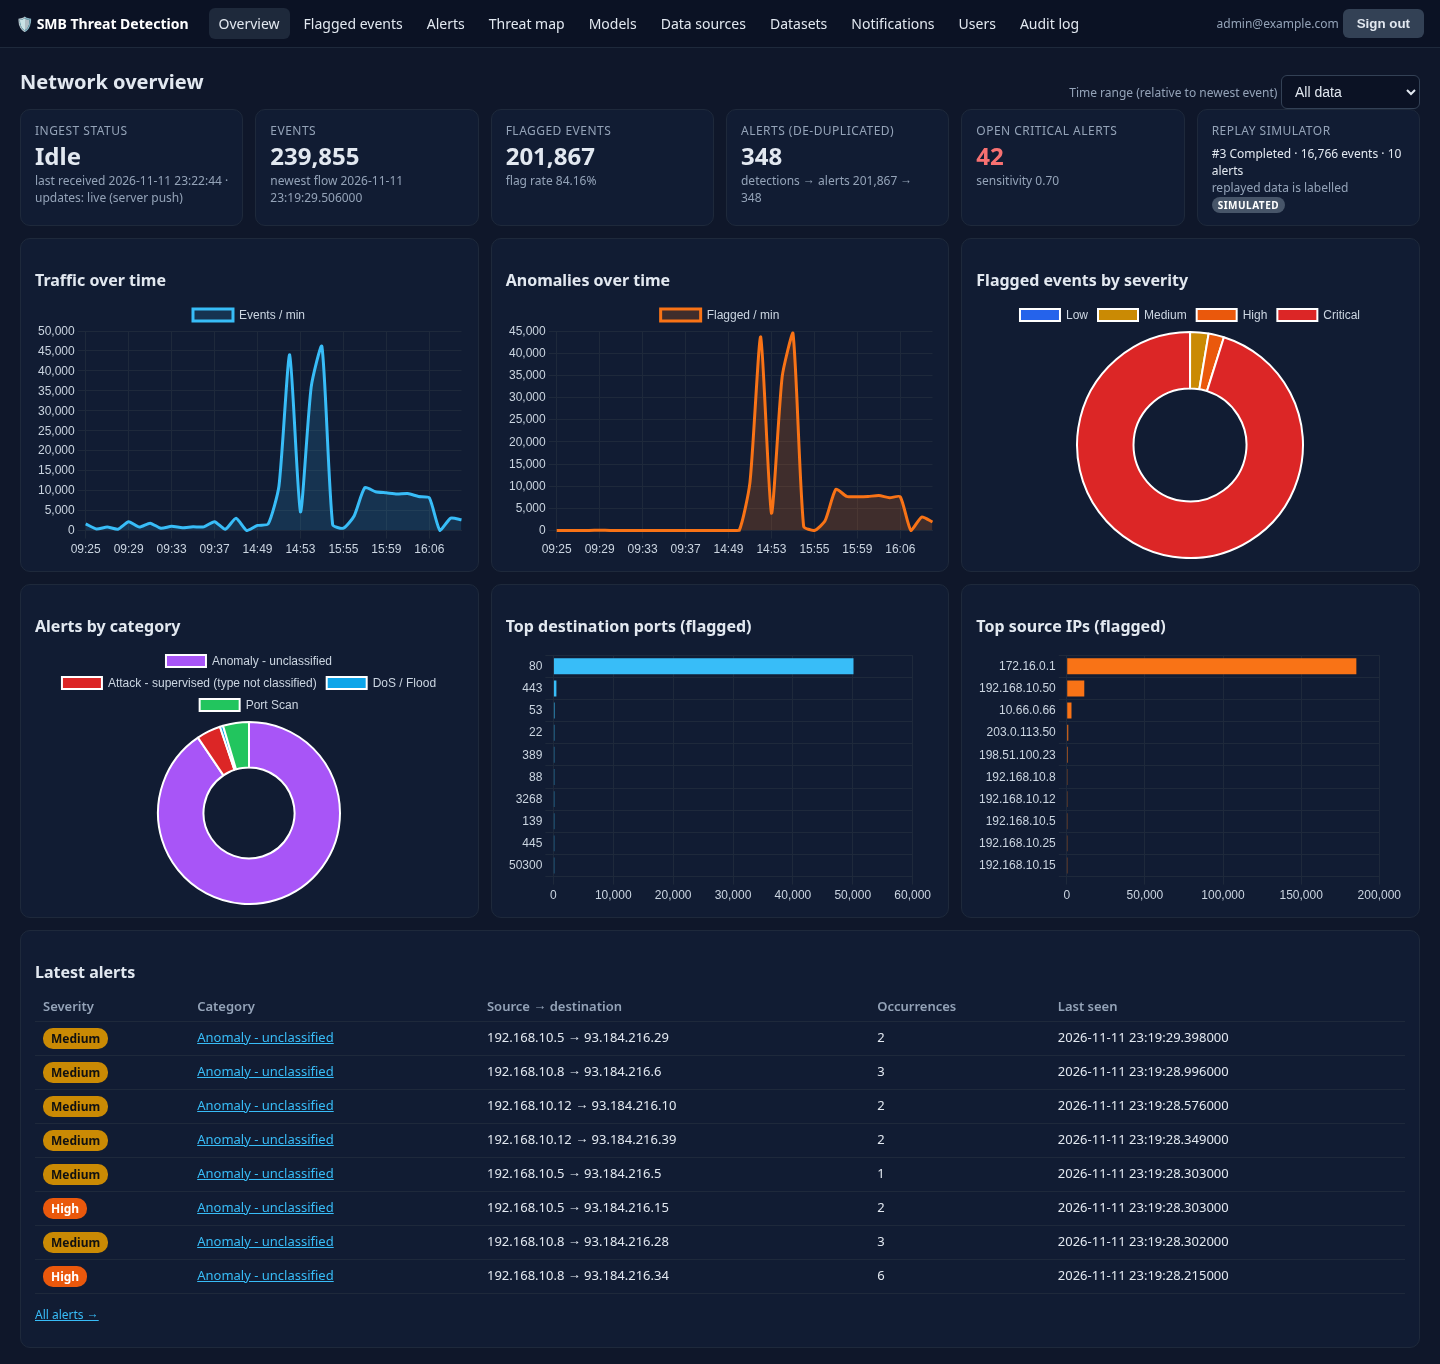 SMB Threat Detection Overview Flagged events Alerts Threat map Models Data sources Datasets Notifications Users Audit log admin@example.com Sign out
Network overview
Time range (relative to newest event) All data
INGEST STATUS
Idle
last received 2026-11-11 23:22:44 ·
updates: live (server push)
EVENTS
239,855
newest flow 2026-11-11
23:19:29.506000
FLAGGED EVENTS
201,867
flag rate 84.16%
ALERTS (DE-DUPLICATED)
348
detections → alerts 201,867 →
348
OPEN CRITICAL ALERTS
42
sensitivity 0.70
REPLAY SIMULATOR
#3 Completed · 16,766 events · 10
alerts
replayed data is labelled
SIMULATED
Traffic over time
Events / min
50,000
45,000
40,000
35,000
30,000
25,000
20,000
15,000
10,000
5,000
0
09:25 09:29 09:33 09:37 14:49 14:53 15:55 15:59 16:06
Anomalies over time
Flagged / min
45,000
40,000
35,000
30,000
25,000
20,000
15,000
10,000
5,000
0
09:25 09:29 09:33 09:37 14:49 14:53 15:55 15:59 16:06
Flagged events by severity
Low Medium High Critical
Alerts by category
Anomaly - unclassified
Attack - supervised (type not classified) DoS / Flood
Port Scan
Top destination ports (flagged)
80
443
53
22
389
88
3268
139
445
50300
0 10,000 20,000 30,000 40,000 50,000 60,000
Top source IPs (flagged)
172.16.0.1
192.168.10.50
10.66.0.66
203.0.113.50
198.51.100.23
192.168.10.8
192.168.10.12
192.168.10.5
192.168.10.25
192.168.10.15
0 50,000 100,000 150,000 200,000
Latest alerts
Severity Category Source → destination Occurrences Last seen
Medium Anomaly - unclassified 192.168.10.5 → 93.184.216.29 2 2026-11-11 23:19:29.398000
Medium Anomaly - unclassified 192.168.10.8 → 93.184.216.6 3 2026-11-11 23:19:28.996000
Medium Anomaly - unclassified 192.168.10.12 → 93.184.216.10 2 2026-11-11 23:19:28.576000
Medium Anomaly - unclassified 192.168.10.12 → 93.184.216.39 2 2026-11-11 23:19:28.349000
Medium Anomaly - unclassified 192.168.10.5 → 93.184.216.5 1 2026-11-11 23:19:28.303000
High Anomaly - unclassified 192.168.10.5 → 93.184.216.15 2 2026-11-11 23:19:28.303000
Medium Anomaly - unclassified 192.168.10.8 → 93.184.216.28 3 2026-11-11 23:19:28.302000
High Anomaly - unclassified 192.168.10.8 → 93.184.216.34 6 2026-11-11 23:19:28.215000
All alerts →